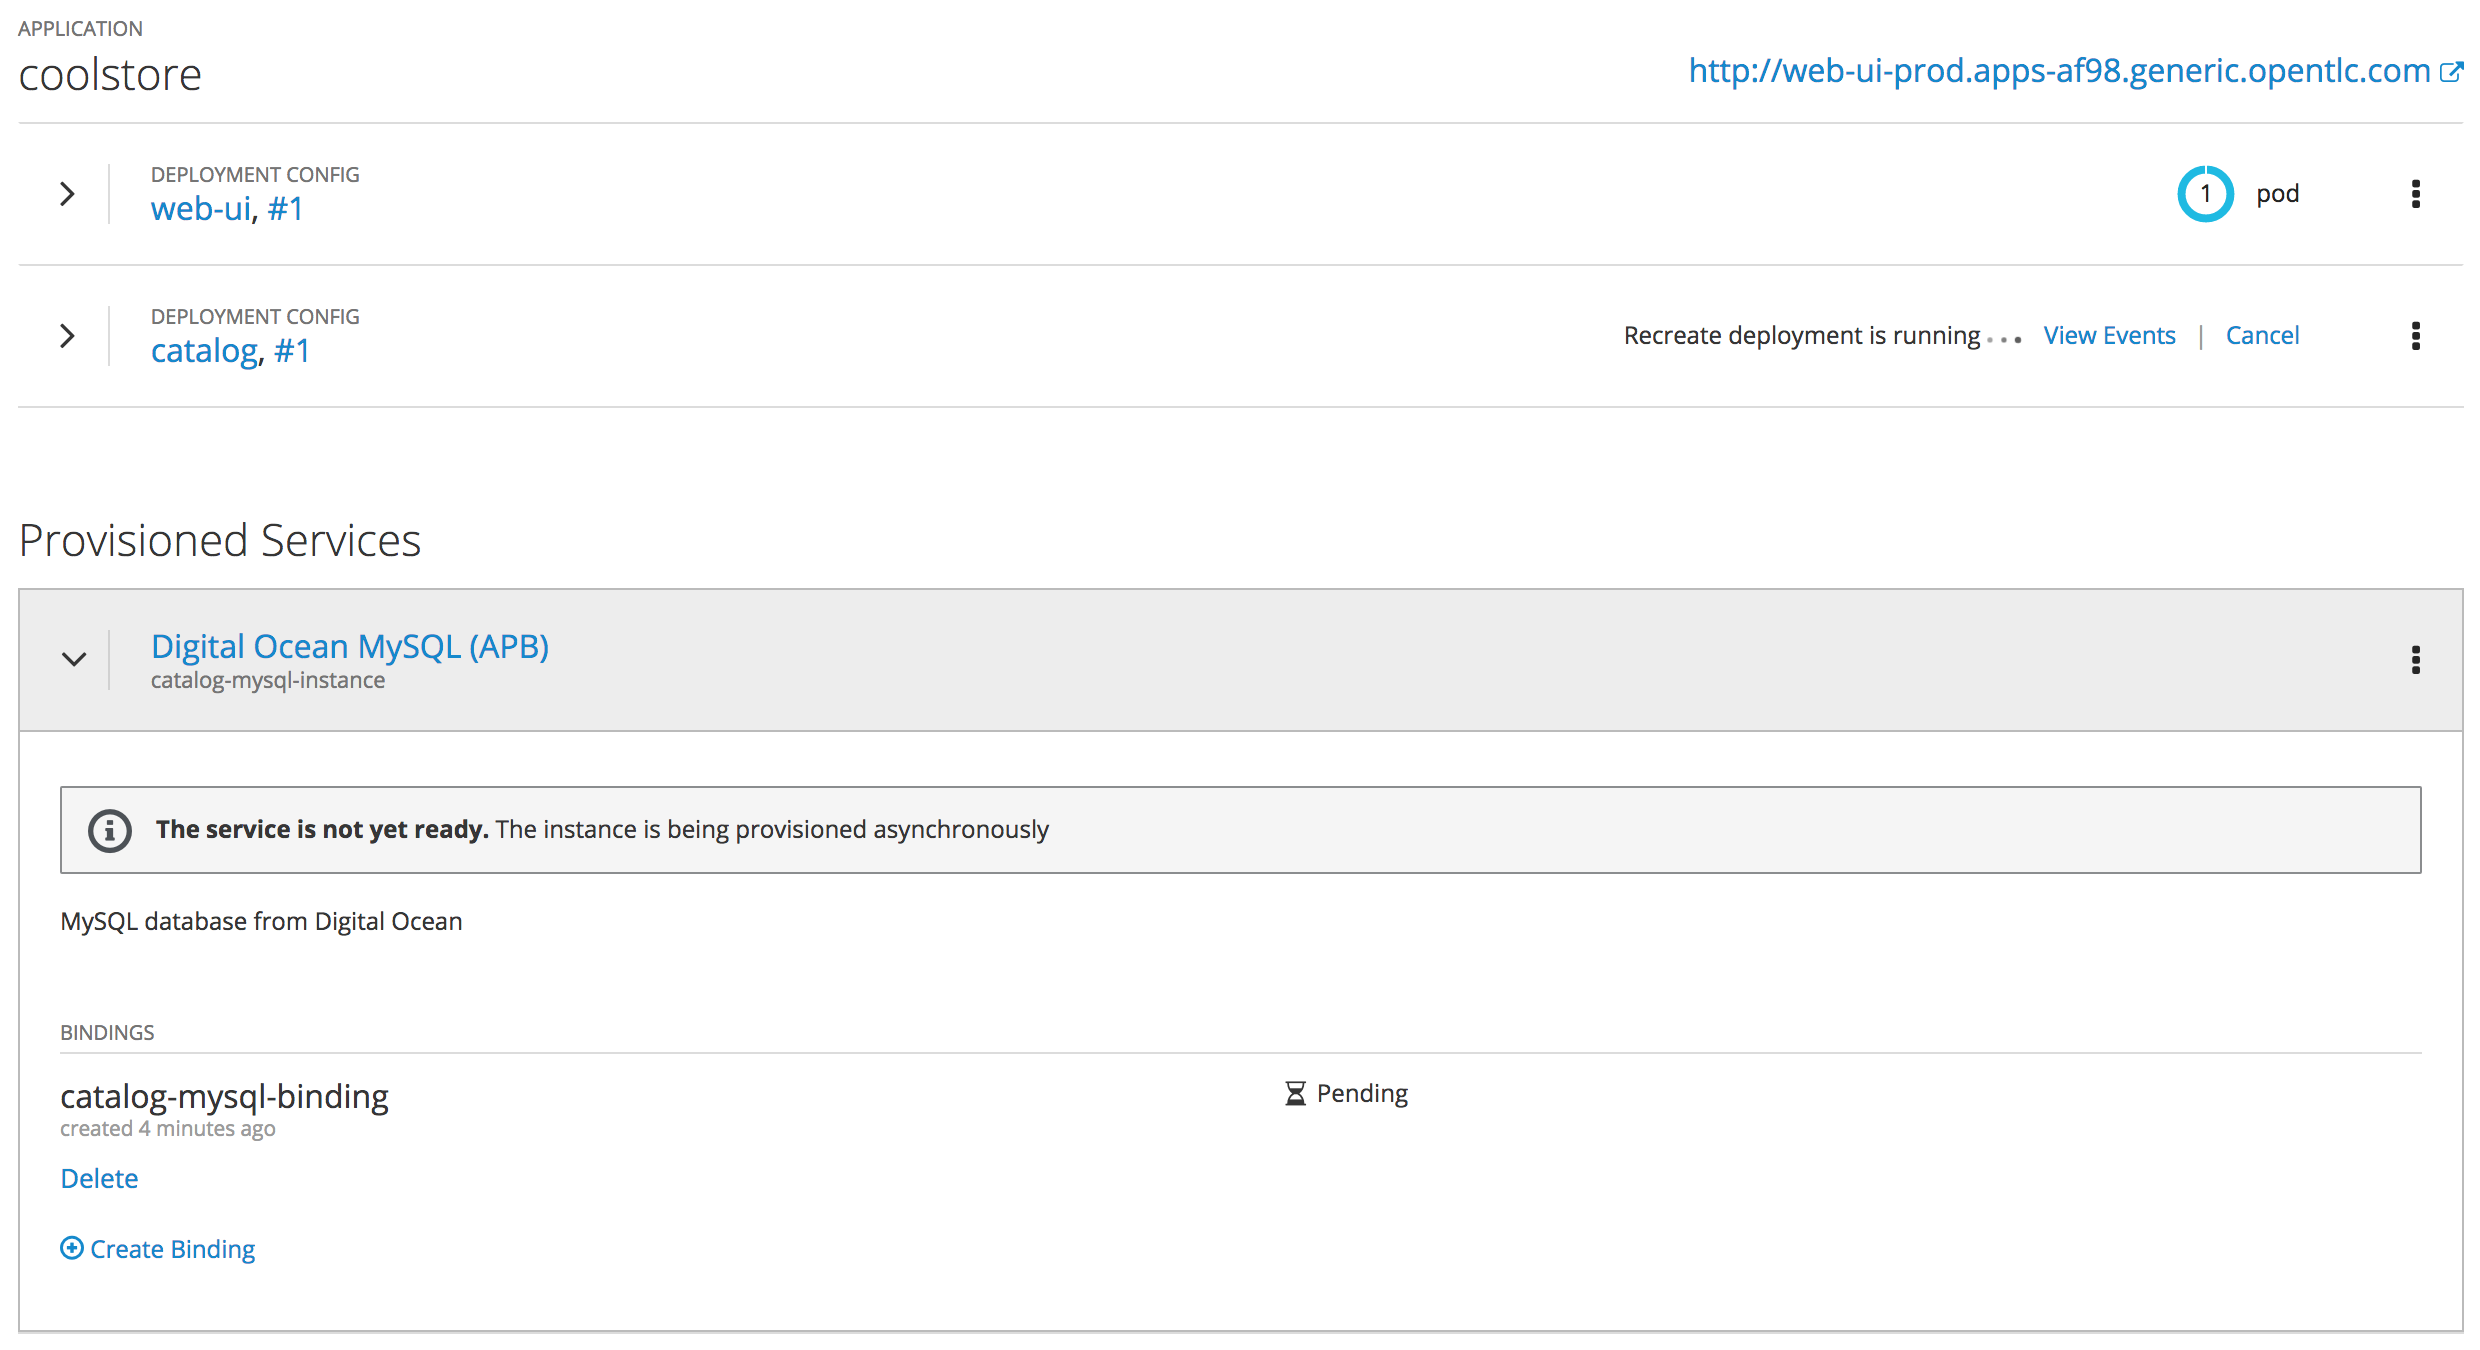 APPLICATION
coolstore
http://web-ui-prod.apps-af98.generic.opentlc.com
DEPLOYMENT CONFIG
web-ui, #1
1 pod
DEPLOYMENT CONFIG
catalog, #1
Recreate deployment is running... View Events | Cancel
Provisioned Services
Digital Ocean MySQL (APB)
catalog-mysql-instance
The service is not yet ready. The instance is being provisioned asynchronously
MySQL database from Digital Ocean
BINDINGS
catalog-mysql-binding
Pending
created 4 minutes ago
Delete
Create Binding